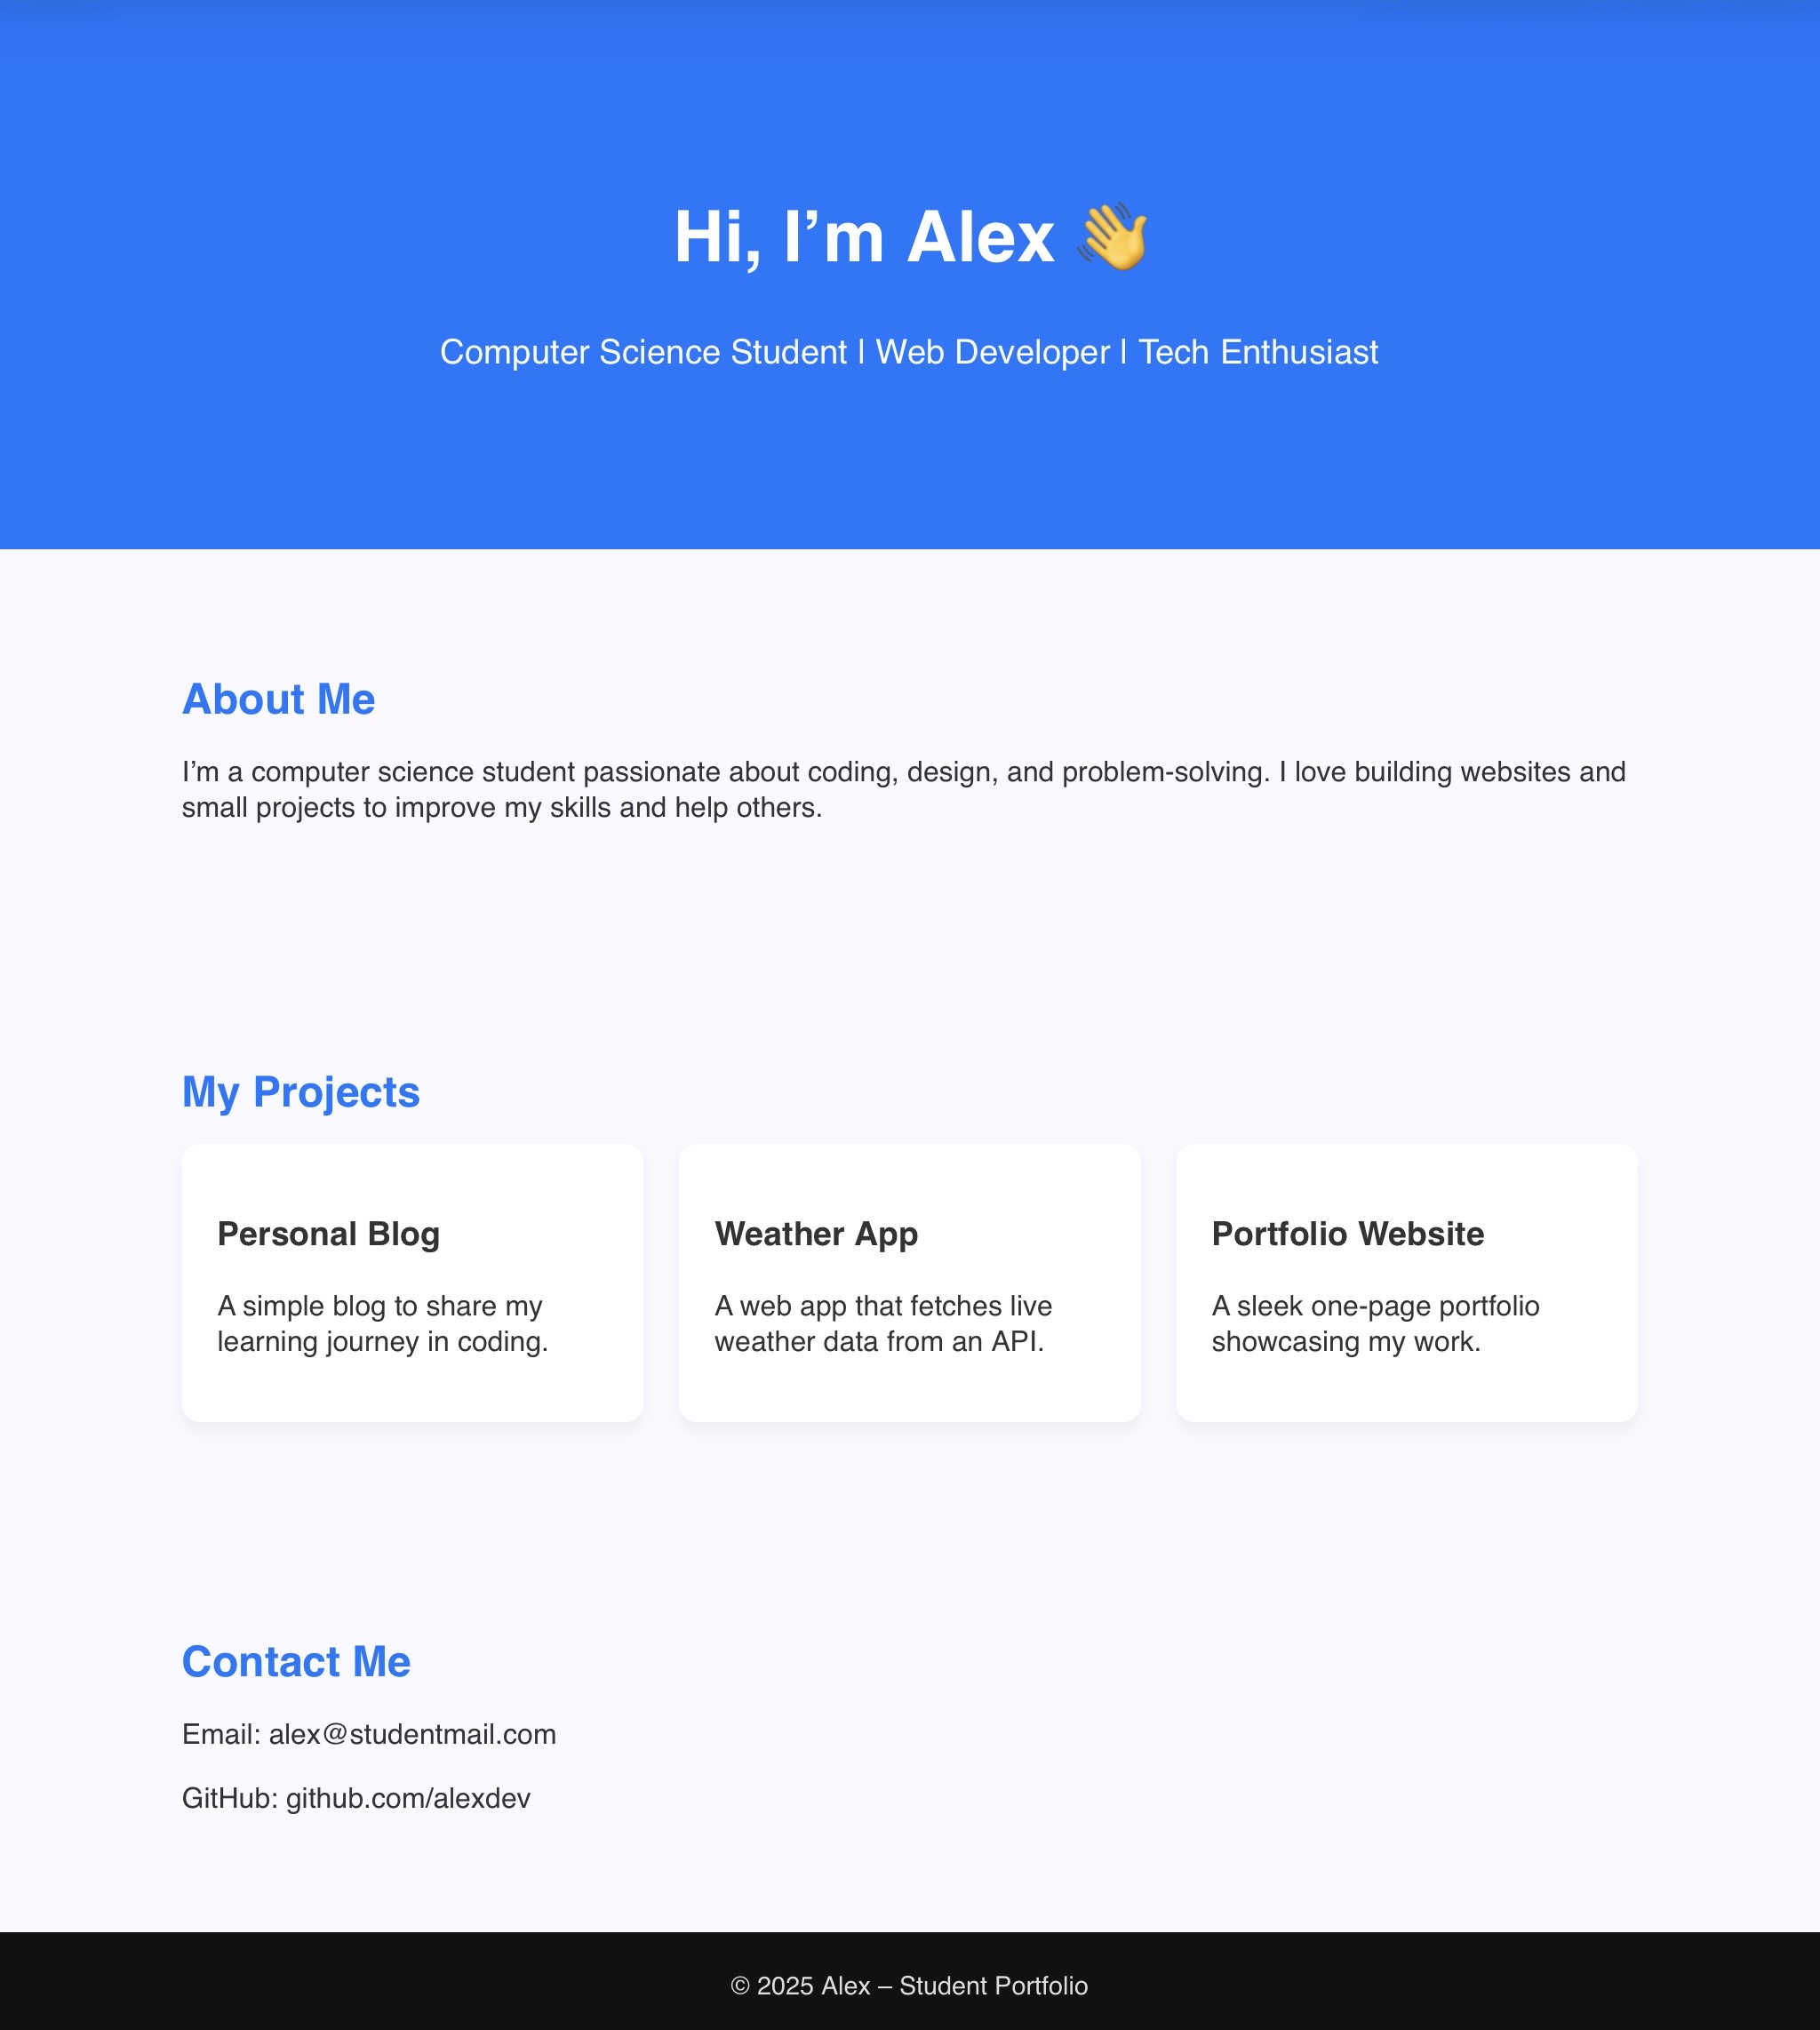 Hi, I’m Alex 👋
Computer Science Student | Web Developer | Tech Enthusiast
About Me
I’m a computer science student passionate about coding, design, and problem-solving. I love building websites and
small projects to improve my skills and help others.
My Projects
Personal Blog
A simple blog to share my
learning journey in coding.
Weather App
A web app that fetches live
weather data from an API.
Portfolio Website
A sleek one-page portfolio
showcasing my work.
Contact Me
Email: alex@studentmail.com
GitHub: github.com/alexdev
© 2025 Alex – Student Portfolio